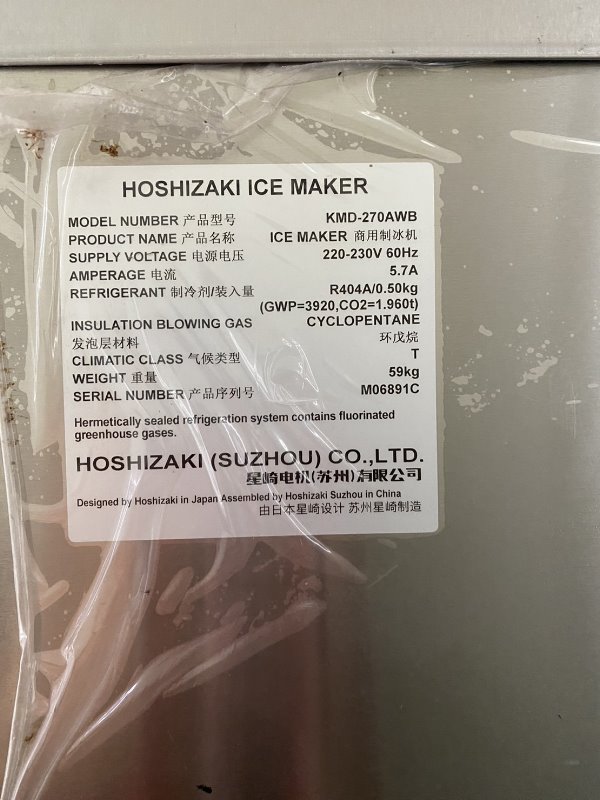 HOSHIZAKI ICE MAKER
MODEL NUMBER 产品型号 KMD-270AWB
PRODUCT NAME 产品名称 ICE MAKER 商用制冰机
SUPPLY VOLTAGE 电源电压 220-230V 60Hz
AMPERAGE 电流 5.7A
REFRIGERANT 制冷剂/装入量 R404A/0.50kg
(GWP=3920,CO2=1.960t)
INSULATION BLOWING GAS CYCLOPENTANE
发泡层材料 环戊烷
CLIMATIC CLASS 气候类型 T
WEIGHT 重量 59kg
SERIAL NUMBER 产品序列号 M06891C
Hermetically sealed refrigeration system contains fluorinated
greenhouse gases.
HOSHIZAKI (SUZHOU) CO.,LTD.
星崎电机(苏州)有限公司
Designed by Hoshizaki in Japan Assembled by Hoshizaki Suzhou in China
由日本星崎设计 苏州星崎制造